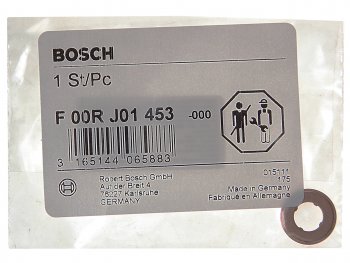 BOSCH
1 St/Pc
F 00R J01 453 -000
3 165144 065883
Robert Bosch GmbH
Auf der Breit 4
76227 Karlsruhe
GERMANY
015111
175
Made in Germany
Fabriqué en Allemagne